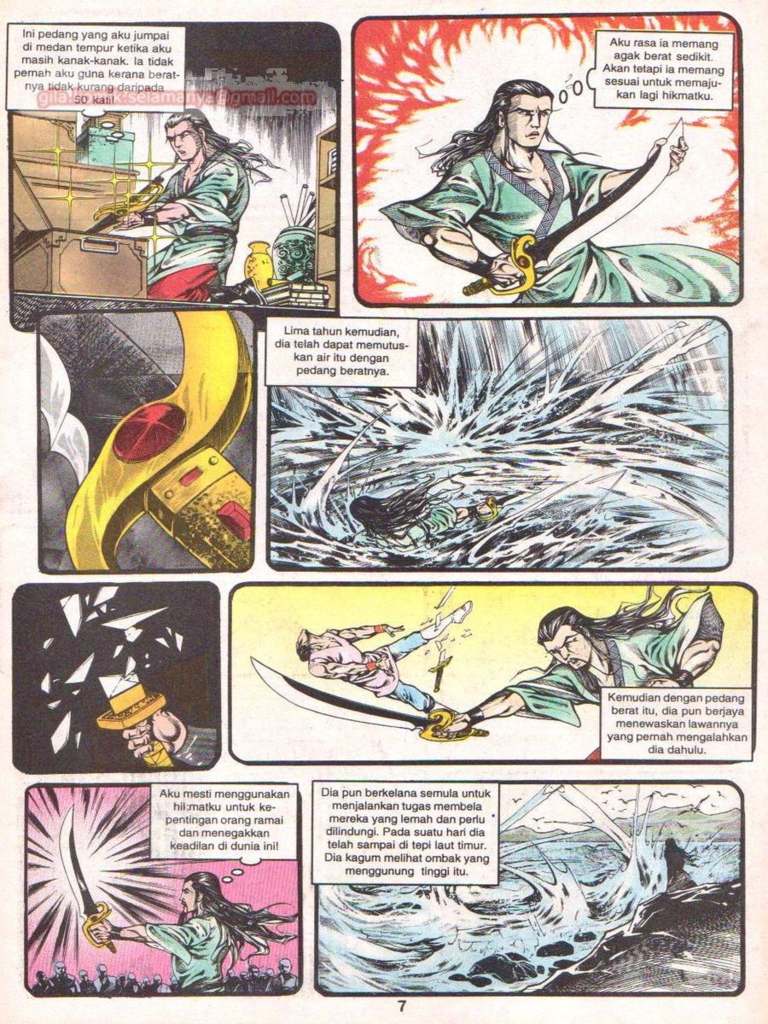 Ini pedang yang aku jumpai
di medan tempur ketika aku
masih kanak-kanak. Ia tidak
pernah aku guna kerana berat-
nya tidak kurang daripada
50 kati!
Aku rasa ia memang
agak berat sedikit.
Akan tetapi ia memang
sesuai untuk memaju-
kan lagi hikmatku.
Lima tahun kemudian,
dia telah dapat memutus-
kan air itu dengan
pedang beratnya.
Kemudian dengan pedang
berat itu, dia pun berjaya
menewaskan lawannya
yang pernah mengalahkan
dia dahulu.
Aku mesti menggunakan
hikmatku untuk ke-
pentingan orang ramai
dan menegakkan
keadilan di dunia ini!
Dia pun berkelana semula untuk
menjalankan tugas membela
mereka yang lemah dan perlu
dilindungi. Pada suatu hari dia
telah sampai di tepi laut timur.
Dia kagum melihat ombak yang
menggunung tinggi itu.
7